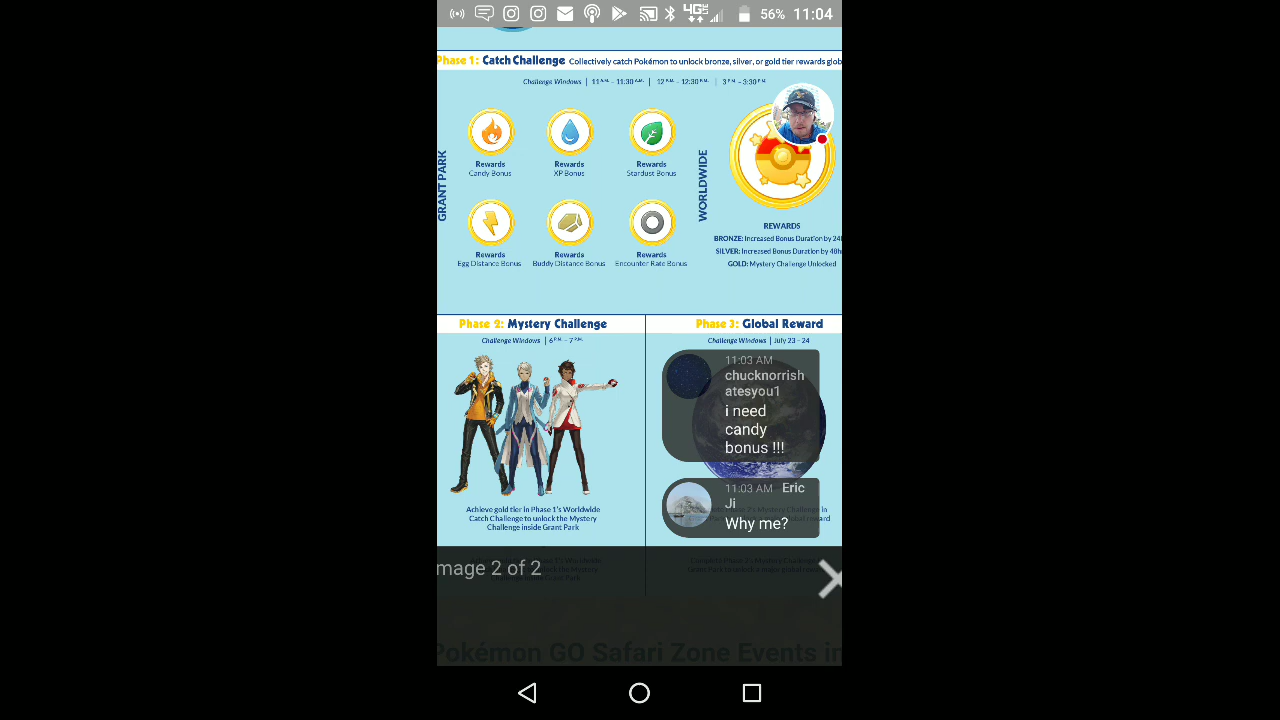 4G LTE
56% 11:04
Phase 1: Catch Challenge Collectively catch Pokémon to unlock bronze, silver, or gold tier rewards glob
Challenge Windows | 11 A.M. – 11:30 A.M. | 12 P.M. – 12:30 P.M. | 3 P.M. – 3:30 P.M.
GRANT PARK
Rewards
Candy Bonus
Rewards
XP Bonus
Rewards
Stardust Bonus
Rewards
Egg Distance Bonus
Rewards
Buddy Distance Bonus
Rewards
Encounter Rate Bonus
WORLDWIDE
REWARDS
BRONZE: Increased Bonus Duration by 24h
SILVER: Increased Bonus Duration by 48h
GOLD: Mystery Challenge Unlocked
Phase 2: Mystery Challenge
Challenge Windows | 6 P.M. – 7 P.M.
Achieve gold tier in Phase 1's Worldwide
Catch Challenge to unlock the Mystery
Challenge inside Grant Park
Phase 3: Global Reward
Challenge Windows | July 23 – 24
11:03 AM
chucknorrish
atesyou1
i need
candy
bonus !!!
11:03 AM Eric
Ji
Why me?
mage 2 of 2
Pokémon GO Safari Zone Events in